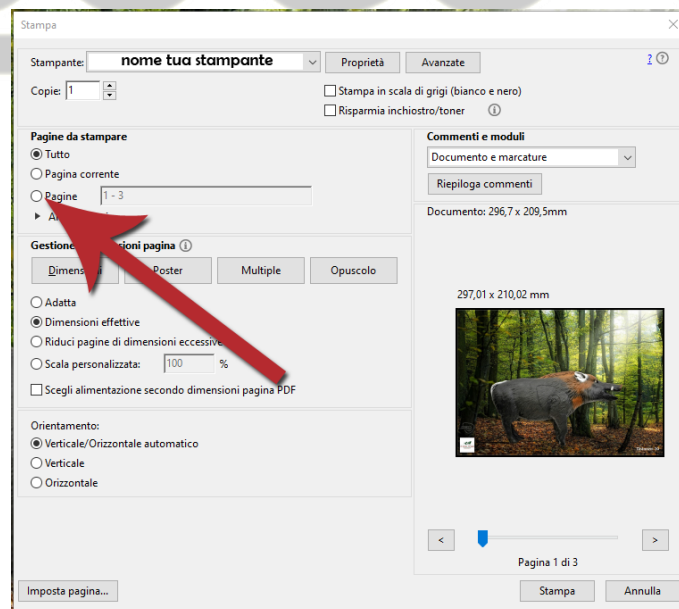 Stampa
Stampante: nome tua stampante Proprietà Avanzate ?
Copie: 1 Stampa in scala di grigi (bianco e nero)
Risparmia inchiostro/toner
Pagine da stampare
Tutto
Pagina corrente
Pagine 1 - 3
Commenti e moduli
Documento e marcature
Riepiloga commenti
Documento: 296,7 x 209,5mm
pagina
Poster Multiple Opuscolo
Adatta
Dimensioni effettive
Riduci pagine di dimensioni
Scala personalizzata: 100 %
Scegli alimentazione secondo dimensioni pagina PDF
297,01 x 210,02 mm
Orientamento:
Verticale/Orizzontale automatico
Verticale
Orizzontale
< >
Pagina 1 di 3
Imposta pagina... Stampa Annulla